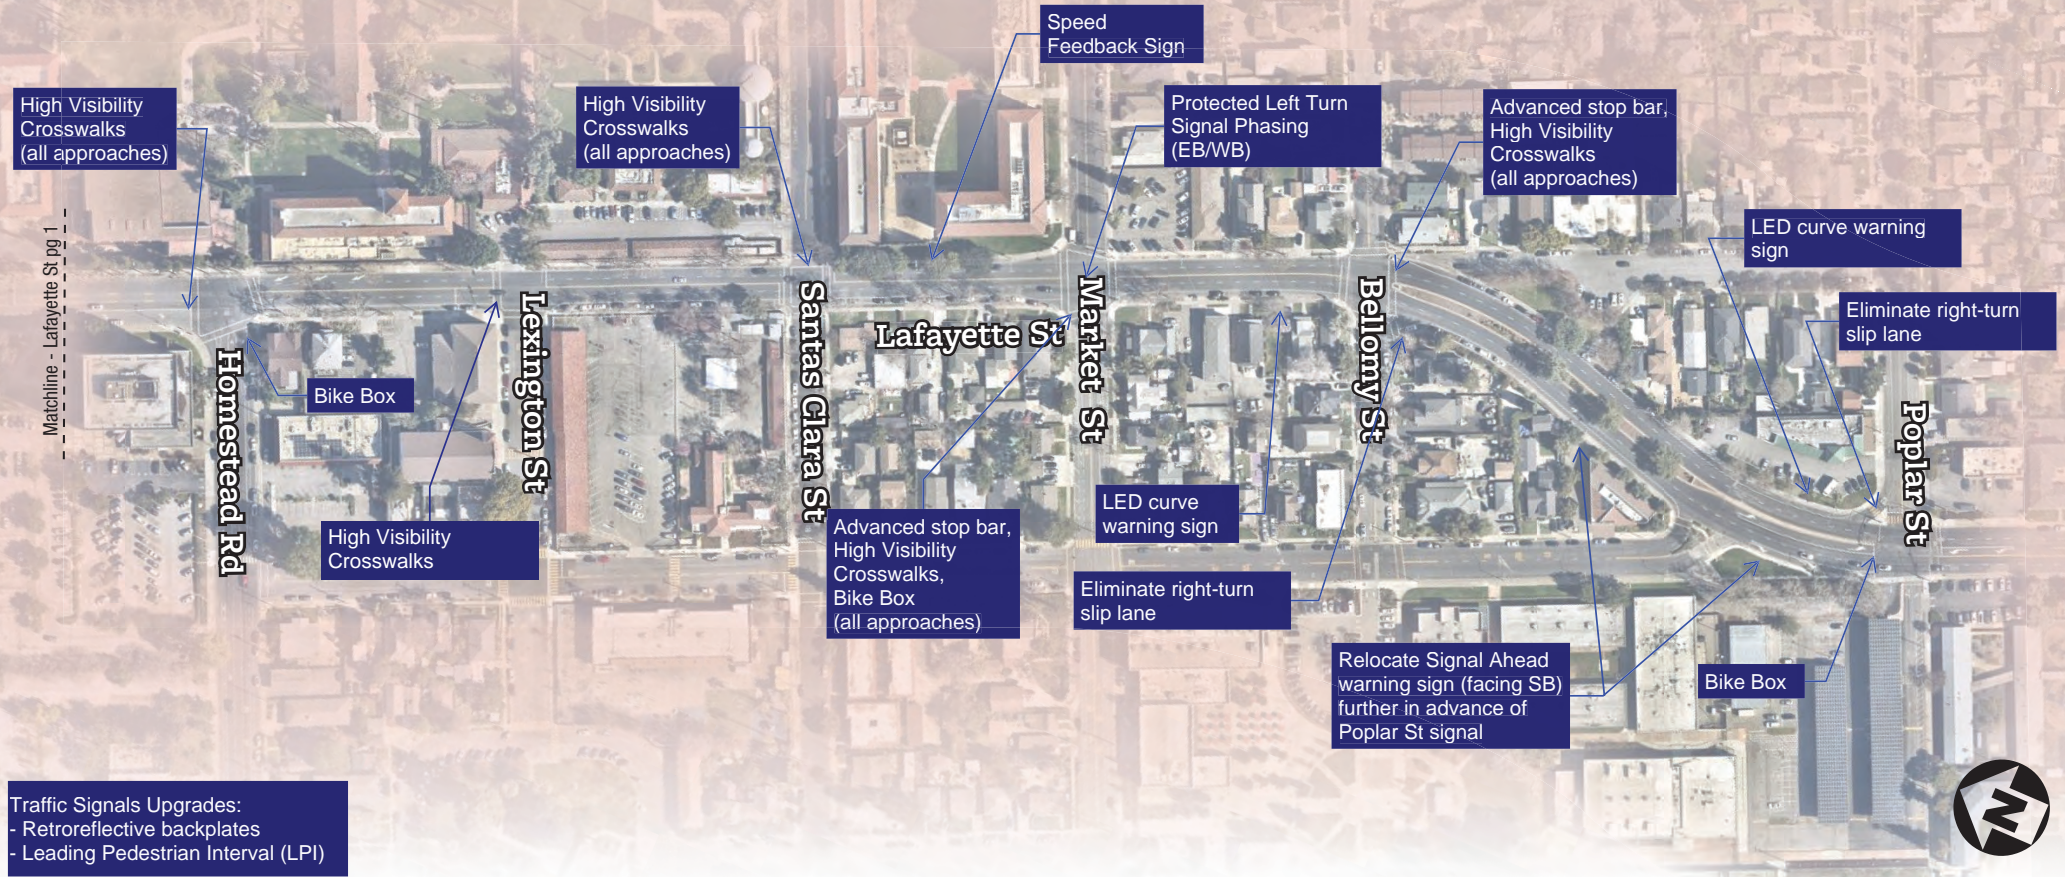 Speed
Feedback Sign
High Visibility
Crosswalks
(all approaches)
High Visibility
Crosswalks
(all approaches)
Protected Left Turn
Signal Phasing
(EB/WB)
Advanced stop bar,
High Visibility
Crosswalks
(all approaches)
LED curve warning
sign
Eliminate right-turn
slip lane
Matchline - Lafayette St pg 1
Homestead Rd
Lexington St
Santas Clara St
Lafayette St
Market St
Bellomy St
Poplar St
Bike Box
High Visibility
Crosswalks
Advanced stop bar,
High Visibility
Crosswalks,
Bike Box
(all approaches)
LED curve
warning sign
Eliminate right-turn
slip lane
Relocate Signal Ahead
warning sign (facing SB)
further in advance of
Poplar St signal
Bike Box
Traffic Signals Upgrades:
- Retroreflective backplates
- Leading Pedestrian Interval (LPI)
N